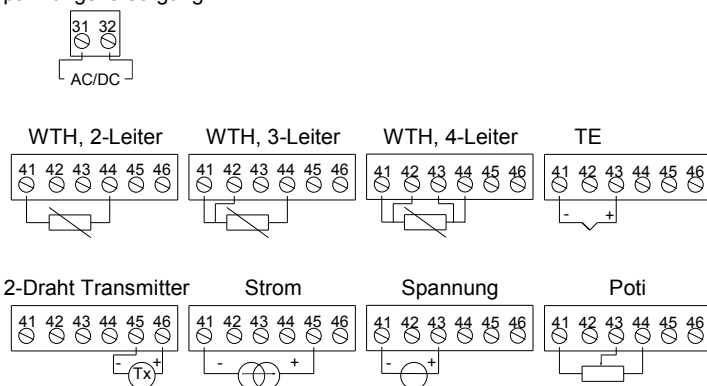 31 32
AC/DC
WTH, 2-Leiter WTH, 3-Leiter WTH, 4-Leiter TE
41 42 43 44 45 46 41 42 43 44 45 46 41 42 43 44 45 46 41 42 43 44 45 46
- +
2-Draht Transmitter Strom Spannung Poti
41 42 43 44 45 46 41 42 43 44 45 46 41 42 43 44 45 46 41 42 43 44 45 46
- + - + - +
Tx